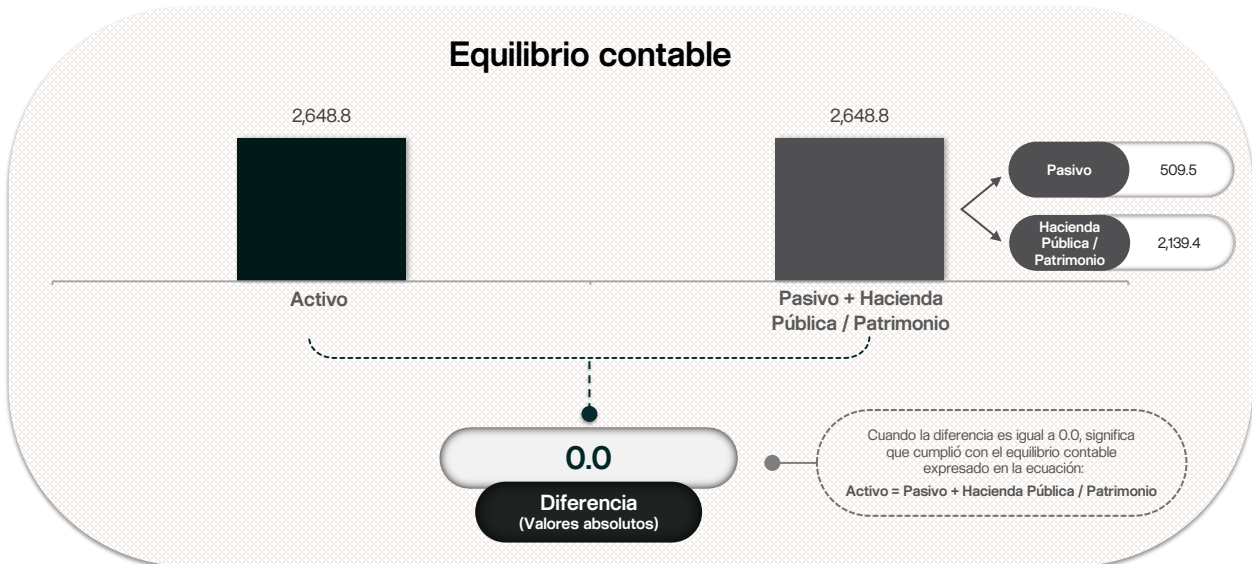 Equilibrio contable
2,648.8
2,648.8
Pasivo
509.5
Hacienda
Pública /
Patrimonio
2,139.4
Activo
Pasivo + Hacienda
Pública / Patrimonio
0.0
Diferencia
(Valores absolutos)
Cuando la diferencia es igual a 0.0, significa
que cumplió con el equilibrio contable
expresado en la ecuación:
Activo = Pasivo + Hacienda Pública / Patrimonio